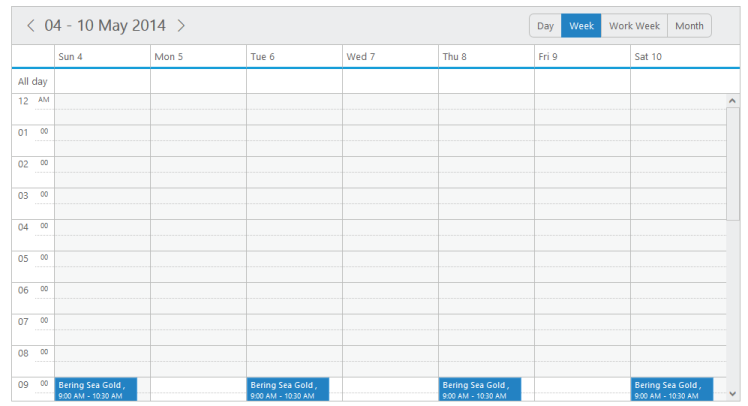 04 - 10 May 2014
Day Week Work Week Month
Sun 4 Mon 5 Tue 6 Wed 7 Thu 8 Fri 9 Sat 10
All day
12 AM
01 00
02 00
03 00
04 00
05 00
06 00
07 00
08 00
09 00 Bering Sea Gold , Bering Sea Gold , Bering Sea Gold , Bering Sea Gold ,
9:00 AM - 10:30 AM 9:00 AM - 10:30 AM 9:00 AM - 10:30 AM 9:00 AM - 10:30 AM